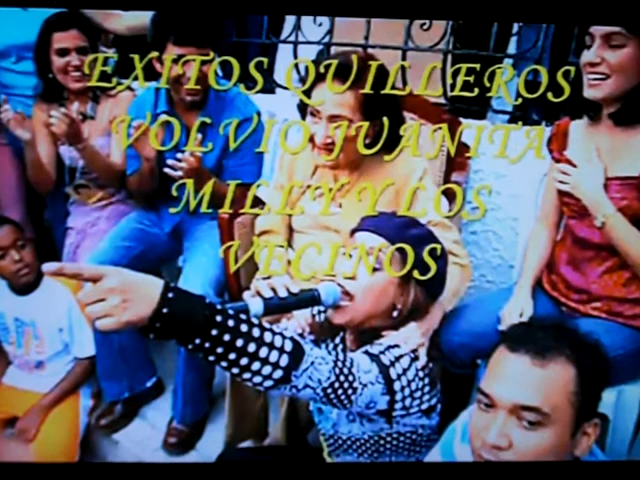 EXITOS QUILLEROS
VOLVIO JUANITA
MILLY Y LOS
VECINOS